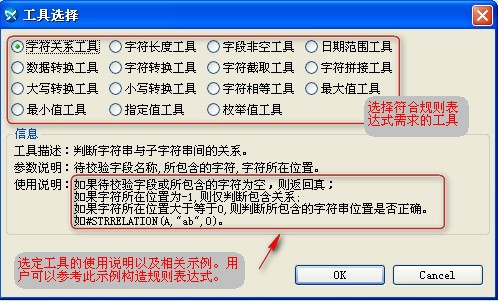 工具选择
字符关系工具 字符长度工具 字段非空工具 日期范围工具
数据转换工具 字符转换工具 字符截取工具 字符拼接工具
大写转换工具 小写转换工具 字符相等工具 最大值工具
最小值工具 指定值工具 枚举值工具
选择符合规则表
达式需求的工具
信息
工具描述：判断字符串与子字符串间的关系。
参数说明：待校验字段名称,所包含的字符,字符所在位置。
使用说明：如果待校验字段或所包含的字符为空，则返回真；
如果字符所在位置为-1,则仅判断包含关系;
如果字符所在位置大于等于0,则判断所包含的字符串位置是否正确。
如#STRRELATION(A,"ab",0)。
选定工具的使用说明以及相关示例。用
户可以参考此示例构造规则表达式。
OK Cancel